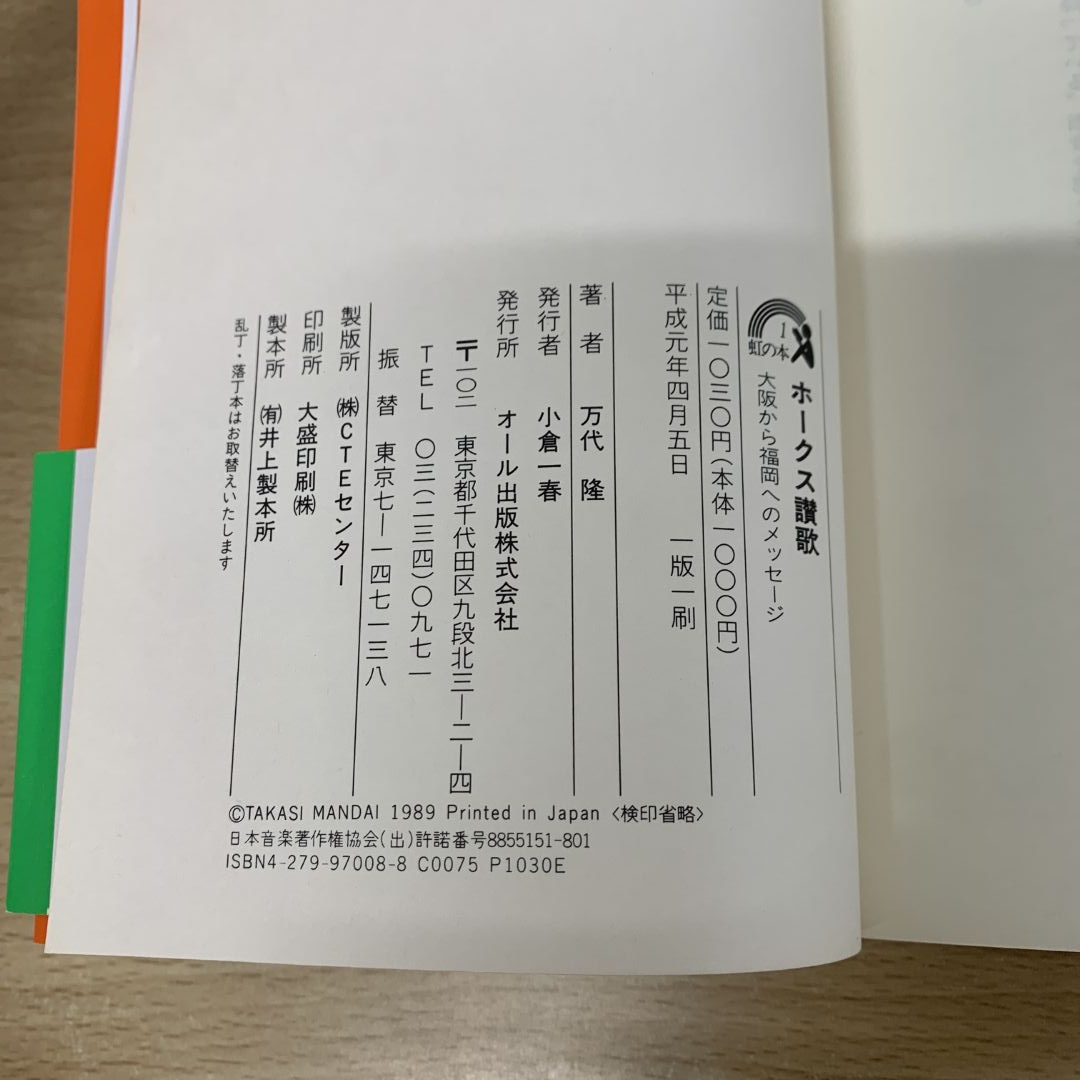 1
虹の本
ホークス讃歌
大阪から福岡へのメッセージ
定価一〇三〇円(本体一〇〇〇円)
平成元年四月五日 一版一刷
著者 万代 隆
発行者 小倉一春
発行所 オール出版株式会社
〒一〇二 東京都千代田区九段北三—二—四
TEL 〇三(二三四)〇九七一
振替 東京七—一四七一三八
製版所 ㈱CTEセンター
印刷所 大盛印刷㈱
製本所 ㈲井上製本所
乱丁・落丁本はお取替えいたします
©TAKASI MANDAI 1989 Printed in Japan 〈検印省略〉
日本音楽著作権協会(出)許諾番号8855151-801
ISBN4-279-97008-8 C0075 P1030E